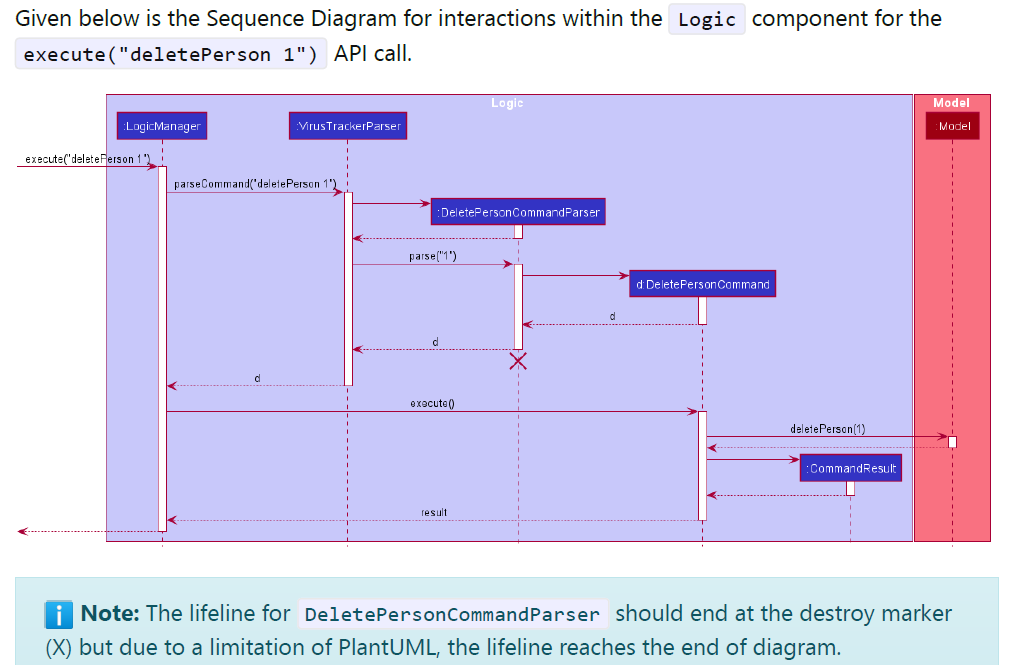 Given below is the Sequence Diagram for interactions within the Logic component for the
execute("deletePerson 1") API call.
Logic
Model
:LogicManager
:VirusTrackerParser
:Model
execute("deletePerson 1")
parseCommand("deletePerson 1")
:DeletePersonCommandParser
parse("1")
d:DeletePersonCommand
d
d
d
execute()
deletePerson(1)
:CommandResult
result
i Note: The lifeline for DeletePersonCommandParser should end at the destroy marker
(X) but due to a limitation of PlantUML, the lifeline reaches the end of diagram.